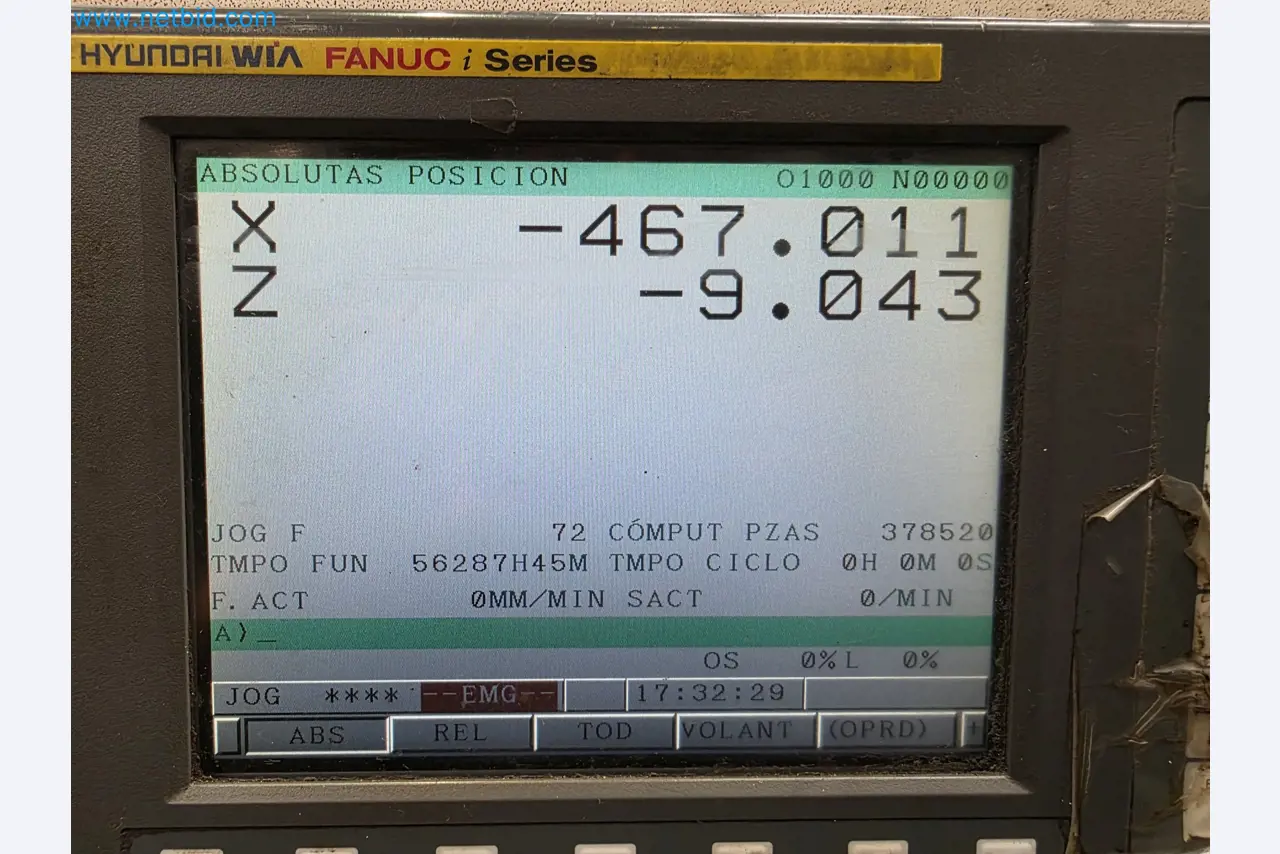 www.netbid.com
HYUNDAI WIA FANUC i Series
ABSOLUTAS POSICION O1000 N00000
X -467.011
Z -9.043
JOG F 72 CÓMPUT PZAS 378520
TMPO FUN 56287H45M TMPO CICLO 0H 0M 0S
F. ACT 0MM/MIN SACT 0/MIN
A)_
OS 0% L 0%
JOG **** --EMG-- 17:32:29
ABS REL TOD VOLANT (OPRD) +